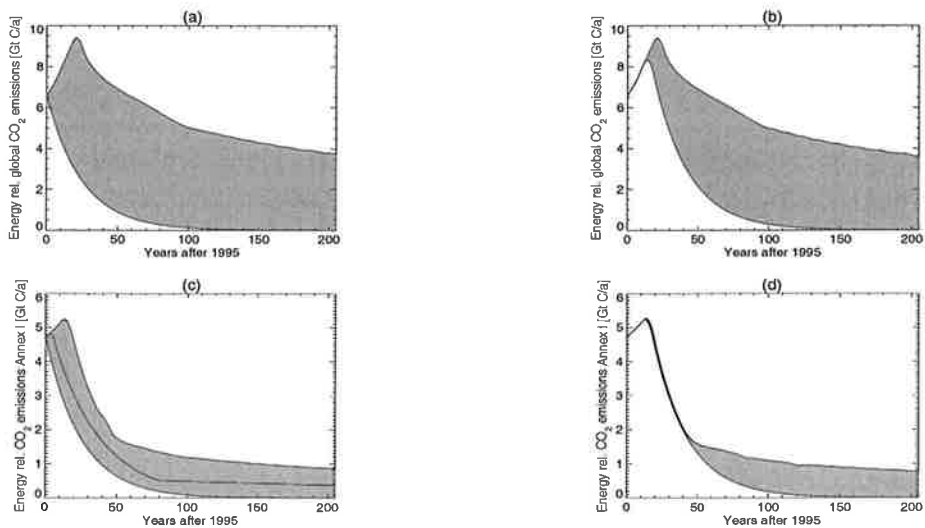 (a)
Energy rel. global CO2 emissions [Gt C/a]
10
8
6
4
2
0
0 50 100 150 200
Years after 1995
(b)
Energy rel. global CO2 emissions [Gt C/a]
10
8
6
4
2
0
0 50 100 150 200
Years after 1995
(c)
Energy rel. CO2 emissions Annex I [Gt C/a]
6
5
4
3
2
1
0
0 50 100 150 200
Years after 1995
(d)
Energy rel. CO2 emissions Annex I [Gt C/a]
6
5
4
3
2
1
0
0 50 100 150 200
Years after 1995